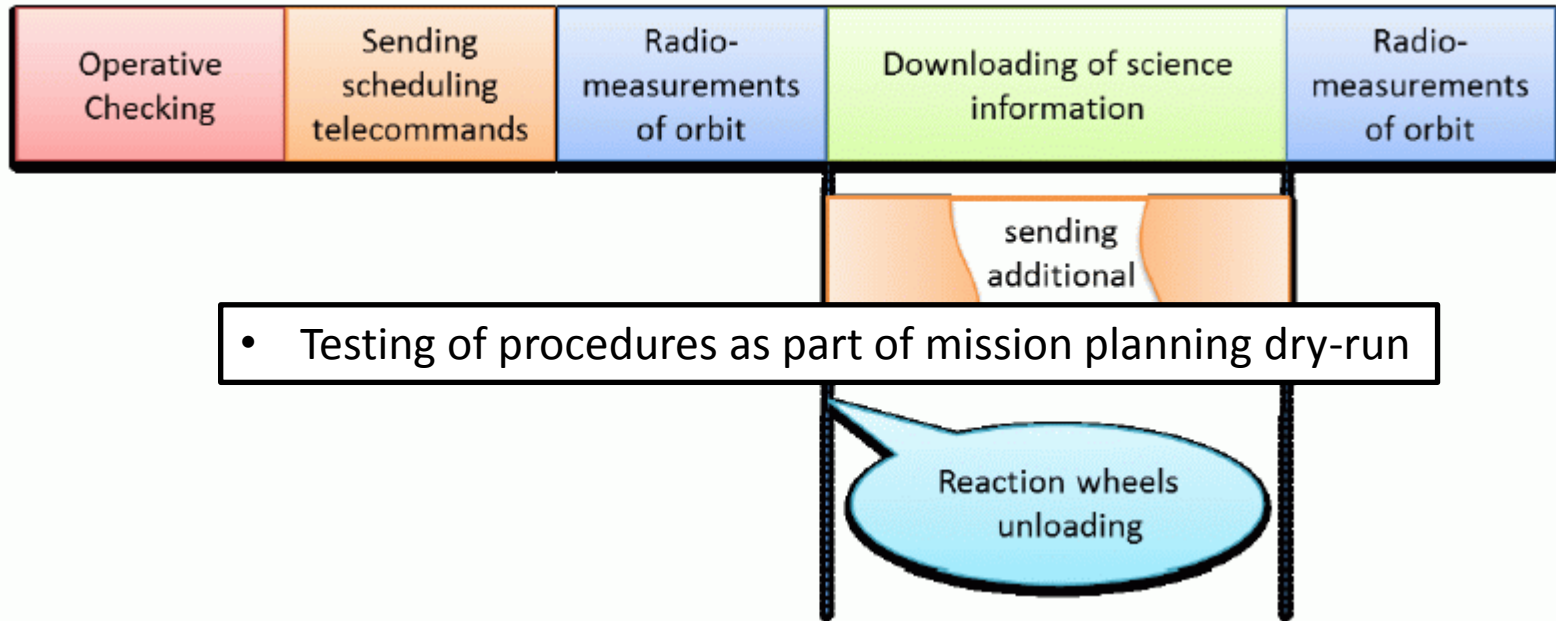 Operative
Checking
Sending
scheduling
telecommands
Radio-
measurements
of orbit
Downloading of science
information
Radio-
measurements
of orbit
sending
additional
• Testing of procedures as part of mission planning dry-run
Reaction wheels
unloading